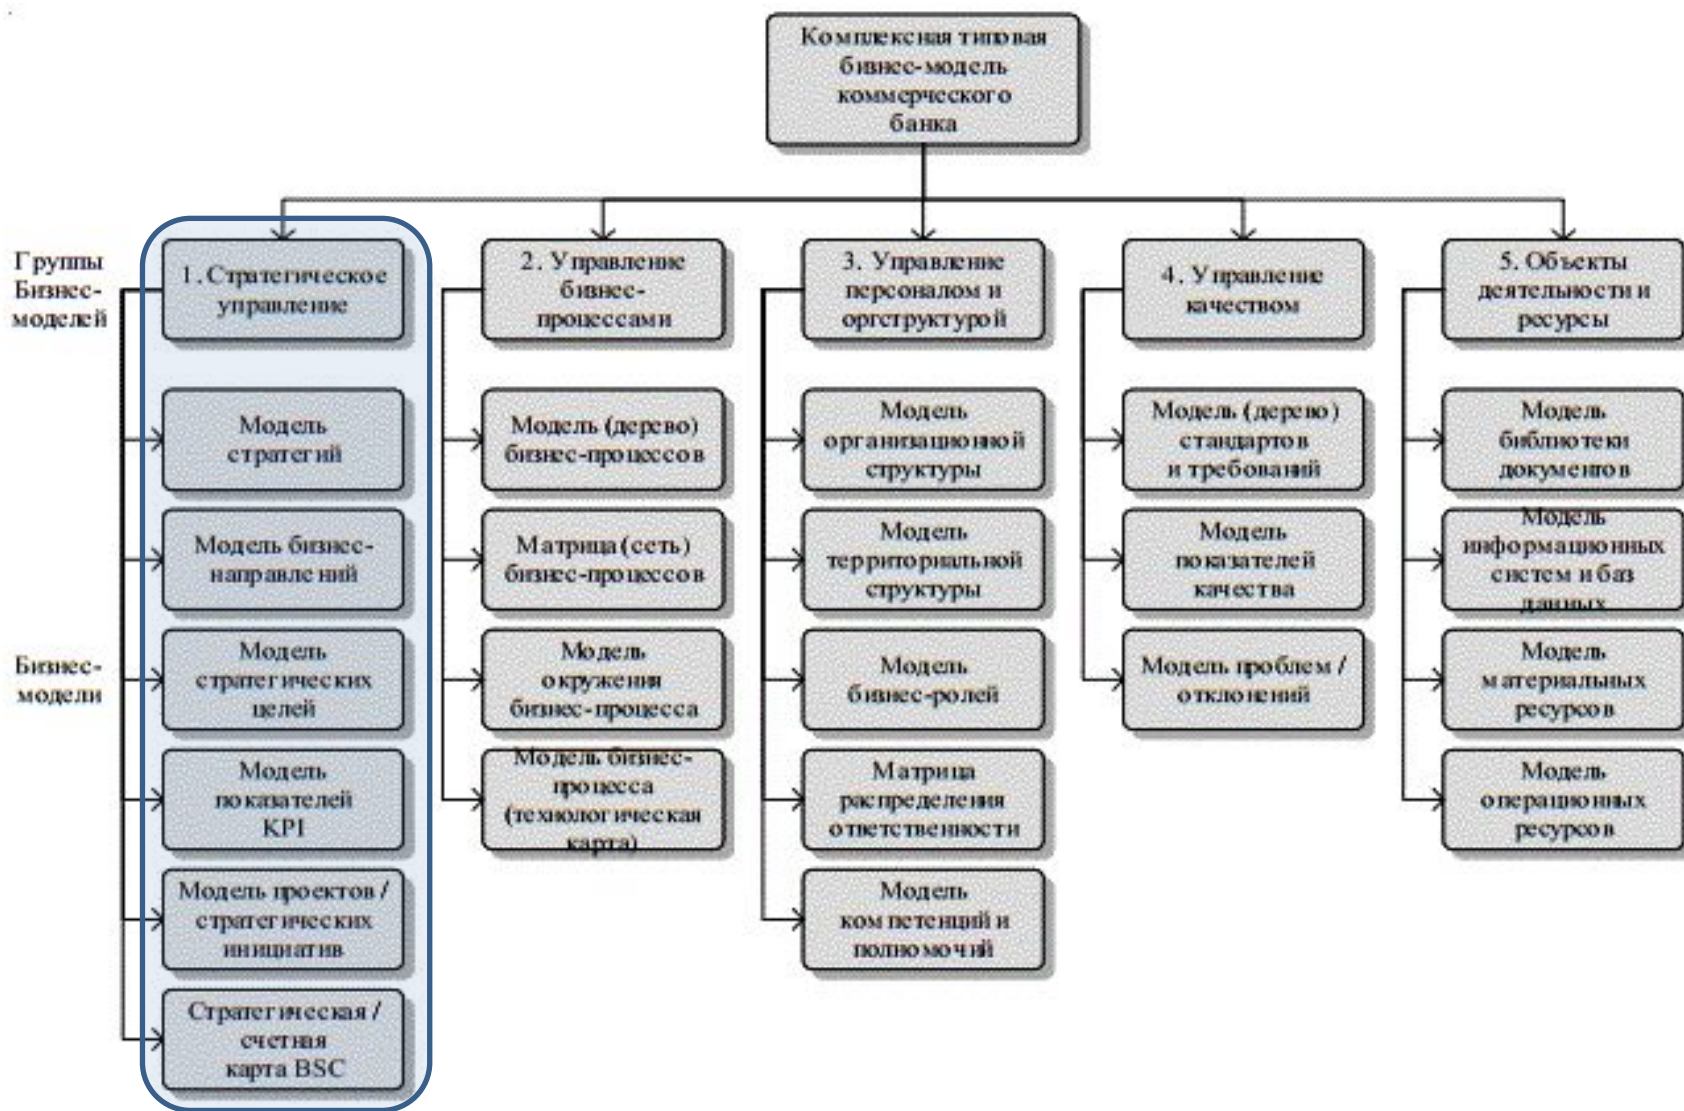 Комплексная типовая
бизнес-модель
коммерческого
банка
Группы
Бизнес-
моделей
1. Стратегическое
управление
2. Управление
бизнес-
процессами
3. Управление
персоналом и
оргструктурой
4. Управление
качеством
5. Объекты
деятельности и
ресурсы
Бизнес-
модели
Модель
стратегий
Модель бизнес-
направлений
Модель
стратегических
целей
Модель
показателей
KPI
Модель проектов /
стратегических
инициатив
Стратегическая /
счетная
карта BSC
Модель (дерево)
бизнес-процессов
Матрица (сеть)
бизнес-процессов
Модель
окружения
бизнес-процесса
Модель бизнес-
процесса
(технологическая
карта)
Модель
организационной
структуры
Модель
территориальной
структуры
Модель
бизнес-ролей
Матрица
распределения
ответственности
Модель
компетенций и
полномочий
Модель (дерево)
стандартов
и требований
Модель
показателей
качества
Модель проблем /
отклонений
Модель
библиотеки
документов
Модель
информационных
систем и баз
данных
Модель
материальных
ресурсов
Модель
операционных
ресурсов